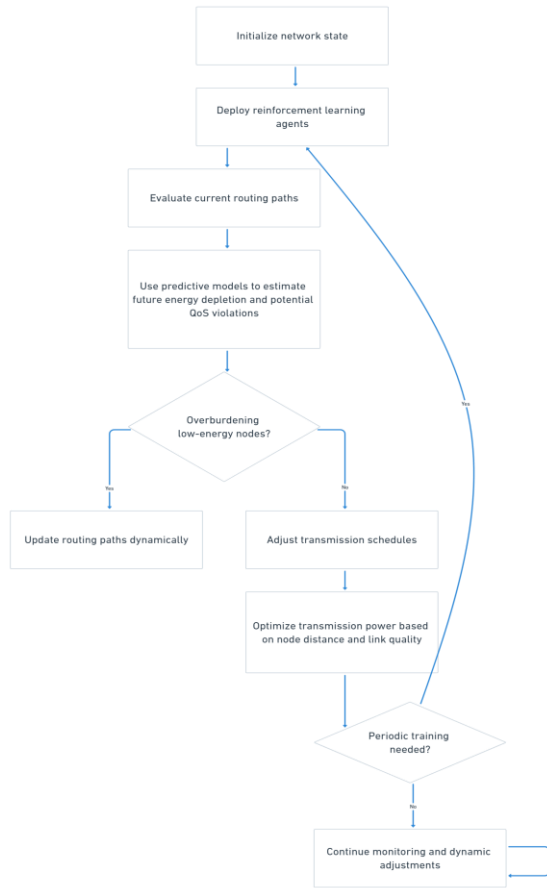 Initialize network state
Deploy reinforcement learning
agents
Evaluate current routing paths
Use predictive models to estimate
future energy depletion and potential
QoS violations
Overburdening
low-energy nodes?
Yes
No
Yes
Update routing paths dynamically
Adjust transmission schedules
Optimize transmission power based
on node distance and link quality
Periodic training
needed?
No
Continue monitoring and dynamic
adjustments